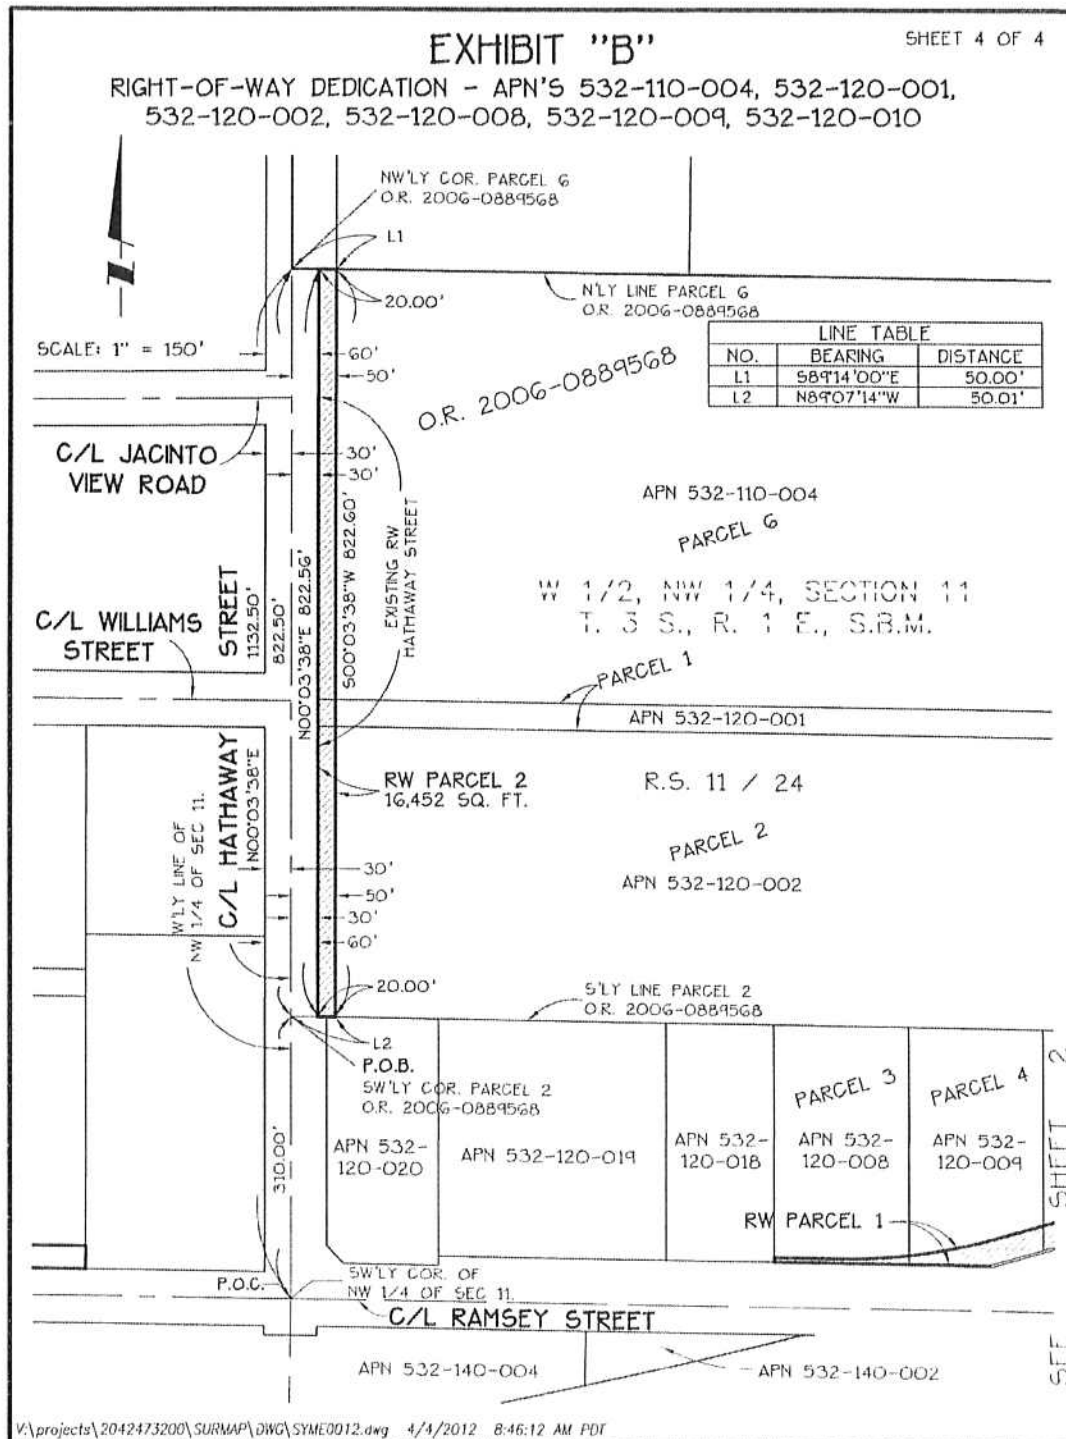 SHEET 4 OF 4
EXHIBIT "B"
RIGHT-OF-WAY DEDICATION - APN'S 532-110-004, 532-120-001,
532-120-002, 532-120-008, 532-120-009, 532-120-010
NW'LY COR. PARCEL 6
O.R. 2006-0889568
L1
20.00'
N'LY LINE PARCEL 6
O.R. 2006-0889568
SCALE: 1" = 150'
60'
50'
O.R. 2006-0889568
LINE TABLE
NO. BEARING DISTANCE
L1 S89°14'00"E 50.00'
L2 N89°07'14"W 50.01'
C/L JACINTO
VIEW ROAD
30'
30'
APN 532-110-004
PARCEL 6
W 1/2, NW 1/4, SECTION 11
T. 3 S., R. 1 E., S.B.M.
EXISTING RW
HATHAWAY STREET
S00°03'38"W 822.60'
N00°03'38"E 822.56'
822.50'
1132.50'
C/L WILLIAMS
STREET
PARCEL 1
APN 532-120-001
C/L HATHAWAY STREET
N00°03'38"E
W'LY LINE OF
NW 1/4 OF SEC 11.
RW PARCEL 2
16,452 SQ. FT.
R.S. 11 / 24
PARCEL 2
APN 532-120-002
30'
50'
30'
60'
20.00'
S'LY LINE PARCEL 2
O.R. 2006-0889568
L2
P.O.B.
SW'LY COR. PARCEL 2
O.R. 2006-0889568
310.00'
APN 532-
120-020
APN 532-120-019
APN 532-
120-018
PARCEL 3
APN 532-
120-008
PARCEL 4
APN 532-
120-009
RW PARCEL 1
SEE SHEET 2
P.O.C.
SW'LY COR. OF
NW 1/4 OF SEC 11.
C/L RAMSEY STREET
APN 532-140-004
APN 532-140-002
V:\projects\2042473200\SURMAP\DWG\SYME0012.dwg 4/4/2012 8:46:12 AM PDT